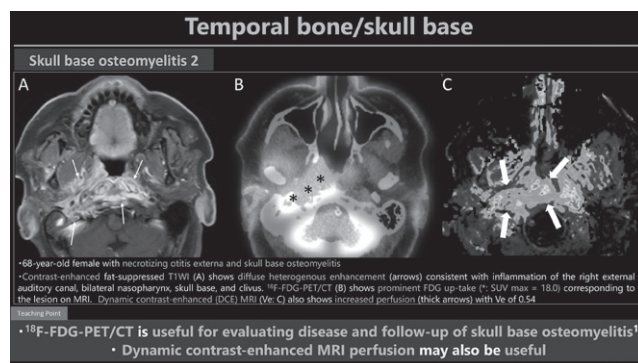 Temporal bone/skull base
Skull base osteomyelitis 2
A
B
C
* * *
•68-year-old female with necrotizing otitis externa and skull base osteomyelitis
•Contrast-enhanced fat-suppressed T1WI (A) shows diffuse heterogenous enhancement (arrows) consistent with inflammation of the right external
auditory canal, bilateral nasopharynx, skull base, and clivus. ¹⁸F-FDG-PET/CT (B) shows prominent FDG up-take (*: SUV max = 18.0) corresponding to
the lesion on MRI. Dynamic contrast-enhanced (DCE) MRI (Ve: C) also shows increased perfusion (thick arrows) with Ve of 0.54
Teaching Point
•¹⁸F-FDG-PET/CT is useful for evaluating disease and follow-up of skull base osteomyelitis¹
• Dynamic contrast-enhanced MRI perfusion may also be useful